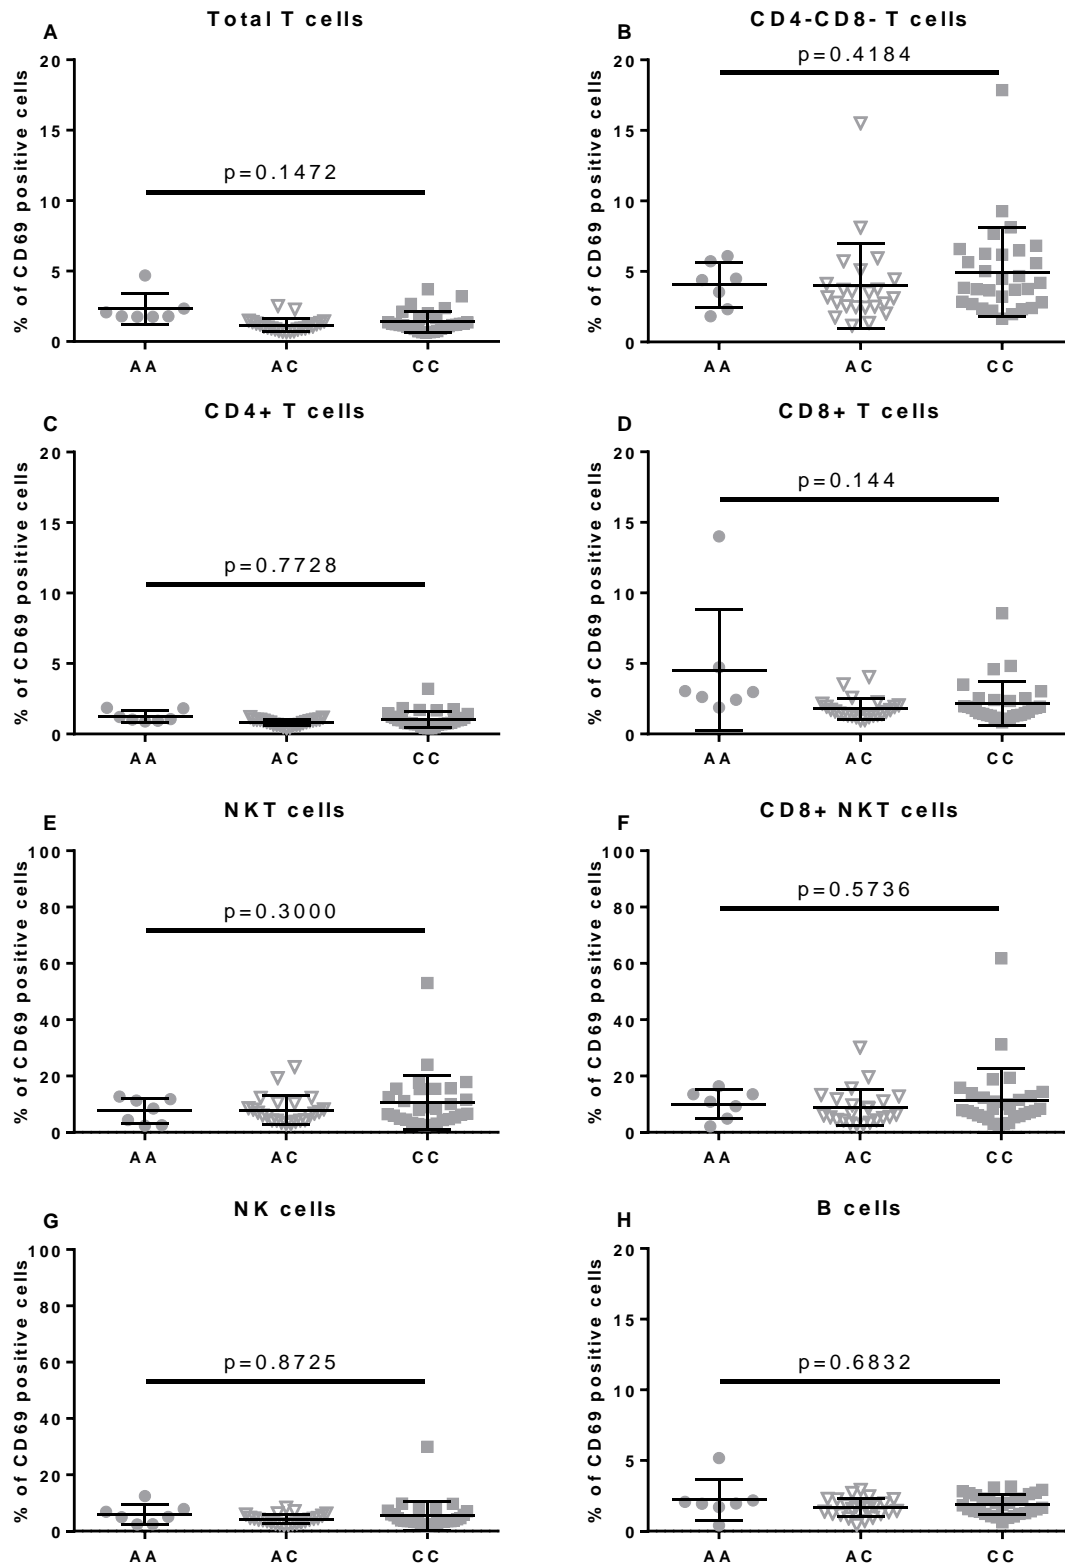 A
Total T cells
% of CD69 positive cells
20
15
10
5
0
p=0.1472
AA
AC
CC
B
CD4-CD8- T cells
% of CD69 positive cells
20
15
10
5
0
p=0.4184
AA
AC
CC
C
CD4+ T cells
% of CD69 positive cells
20
15
10
5
0
p=0.7728
AA
AC
CC
D
CD8+ T cells
% of CD69 positive cells
20
15
10
5
0
p=0.144
AA
AC
CC
E
NKT cells
% of CD69 positive cells
100
80
60
40
20
0
p=0.3000
AA
AC
CC
F
CD8+ NKT cells
% of CD69 positive cells
100
80
60
40
20
0
p=0.5736
AA
AC
CC
G
NK cells
% of CD69 positive cells
100
80
60
40
20
0
p=0.8725
AA
AC
CC
H
B cells
% of CD69 positive cells
20
15
10
5
0
p=0.6832
AA
AC
CC